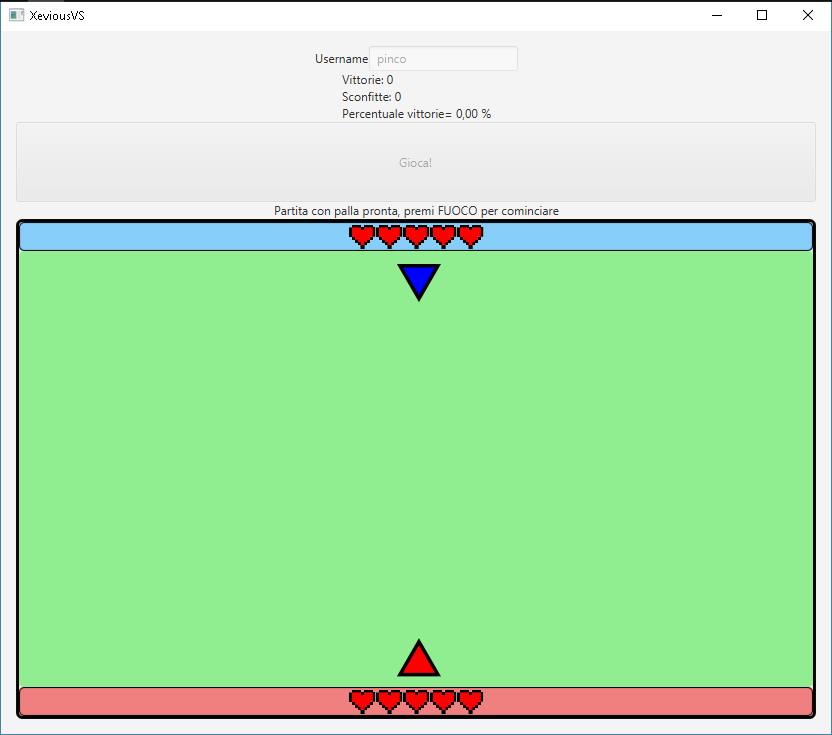 XeviousVS
Username pinco
Vittorie: 0
Sconfitte: 0
Percentuale vittorie= 0,00 %
Gioca!
Partita con palla pronta, premi FUOCO per cominciare